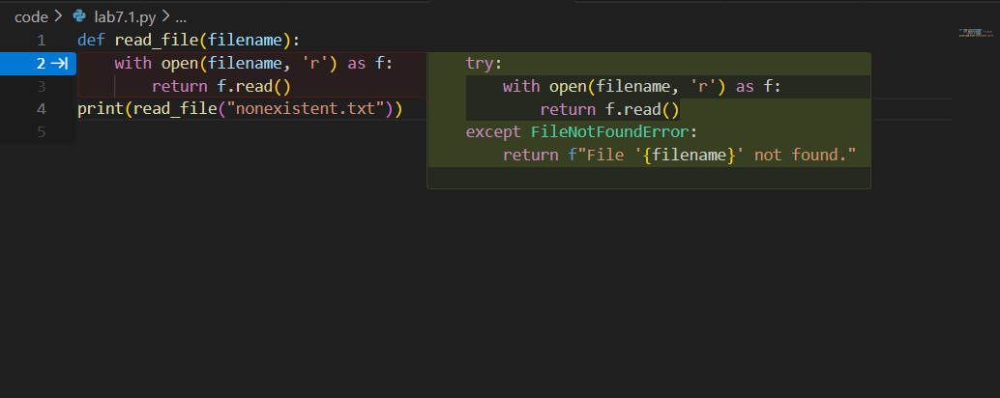 code > lab7.1.py > ...
1 def read_file(filename):
2 with open(filename, 'r') as f:
3 return f.read()
4 print(read_file("nonexistent.txt"))
5
try:
with open(filename, 'r') as f:
return f.read()
except FileNotFoundError:
return f"File '{filename}' not found."